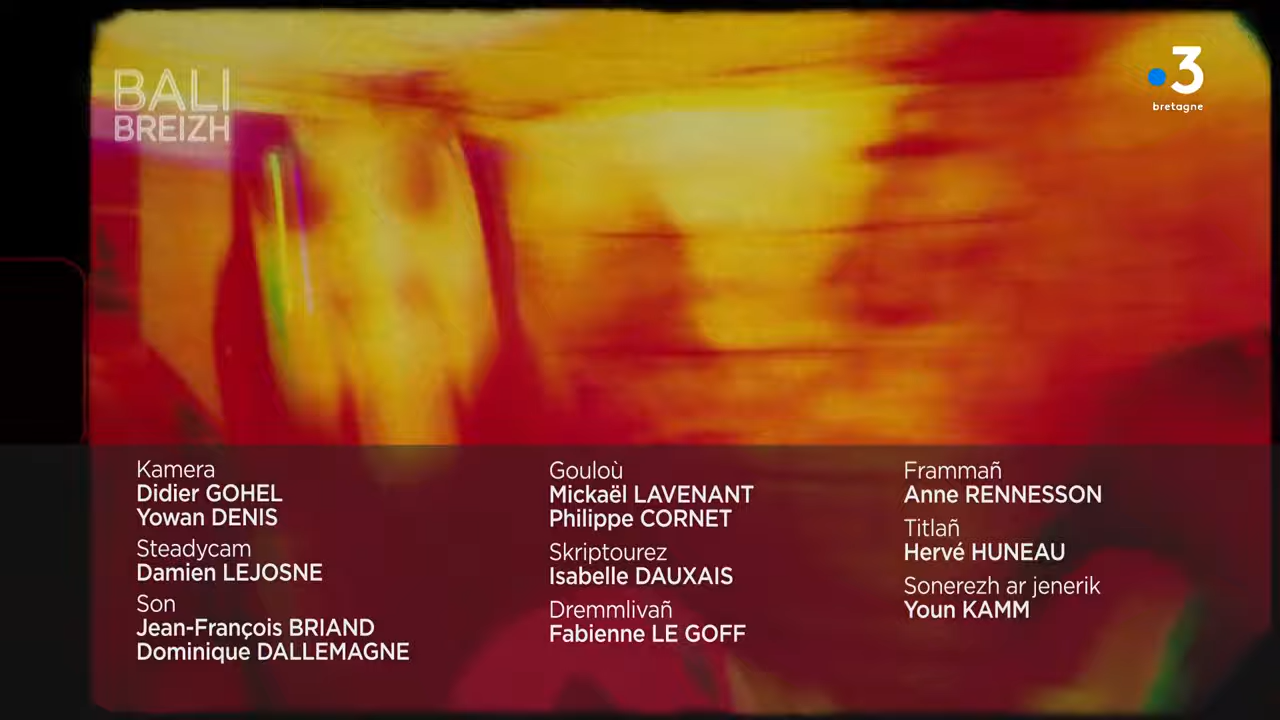 BALI
BREIZH
3
bretagne
Kamera
Didier GOHEL
Yowan DENIS
Steadycam
Damien LEJOSNE
Son
Jean-François BRIAND
Dominique DALLEMAGNE
Gouloù
Mickaël LAVENANT
Philippe CORNET
Skriptourez
Isabelle DAUXAIS
Dremmlivañ
Fabienne LE GOFF
Frammañ
Anne RENNESSON
Titlañ
Hervé HUNEAU
Sonerezh ar jenerik
Youn KAMM